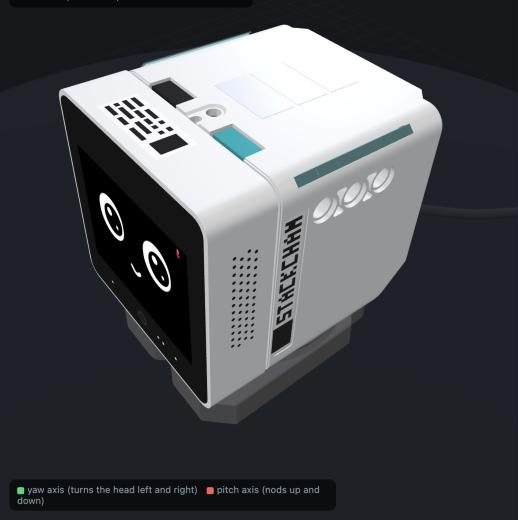 STACKCHAN
yaw axis (turns the head left and right) pitch axis (nods up and
down)